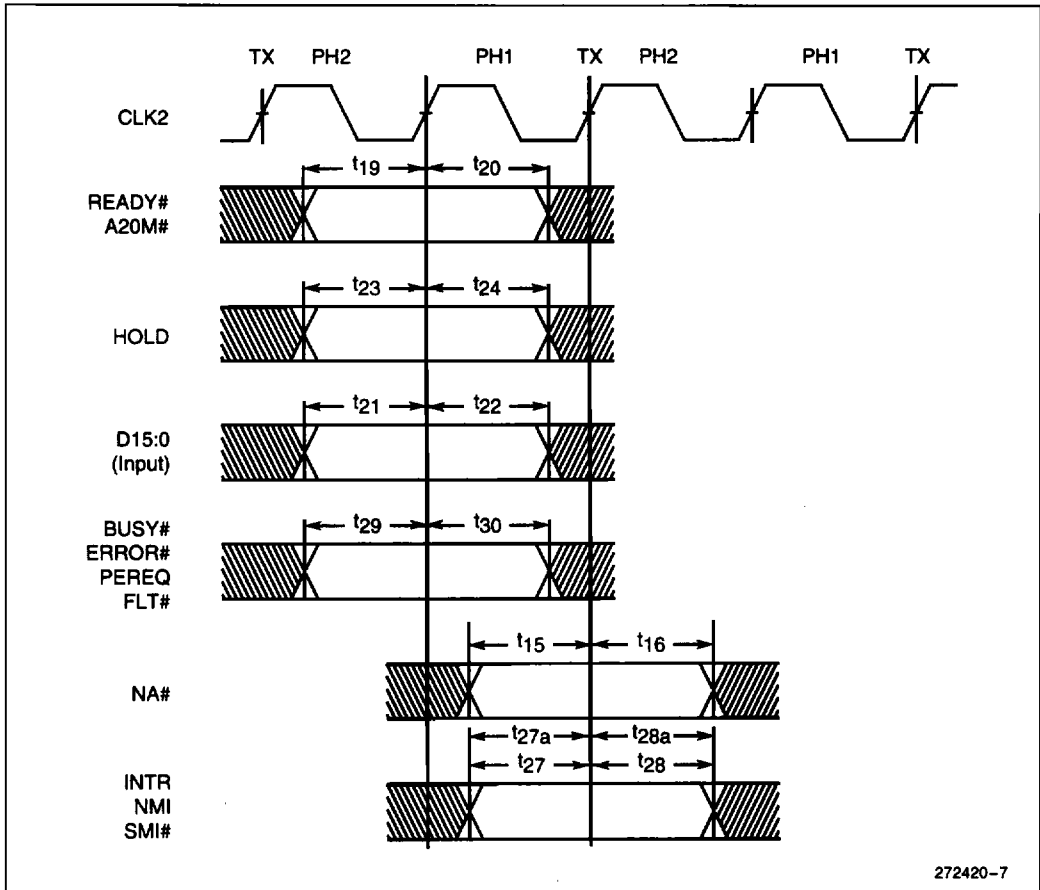 TX PH2 PH1 TX PH2 PH1 TX
CLK2
t19 t20
READY#
A20M#
t23 t24
HOLD
t21 t22
D15:0
(Input)
t29 t30
BUSY#
ERROR#
PEREQ
FLT#
t15 t16
NA#
t27a t28a
t27 t28
INTR
NMI
SMI#
272420-7